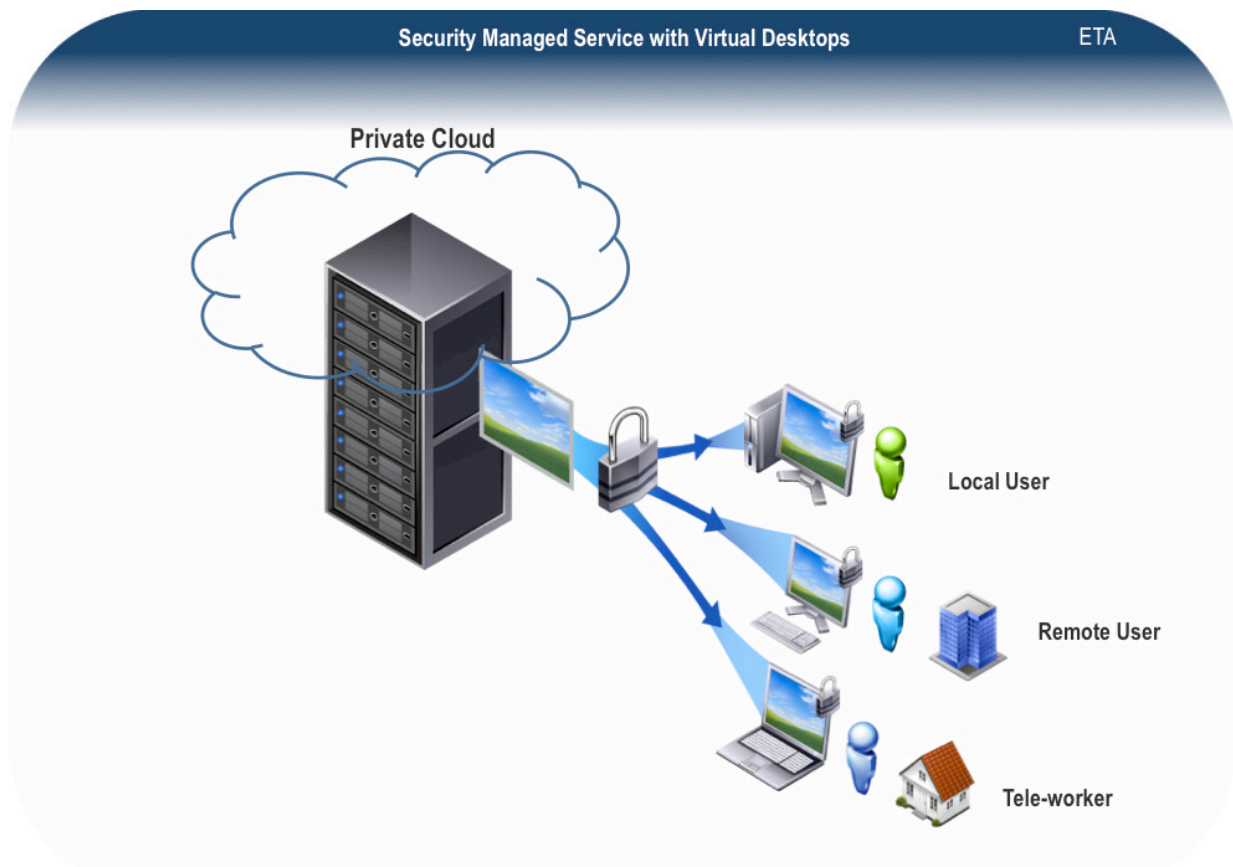 Security Managed Service with Virtual Desktops
ETA
Private Cloud
Local User
Remote User
Tele-worker